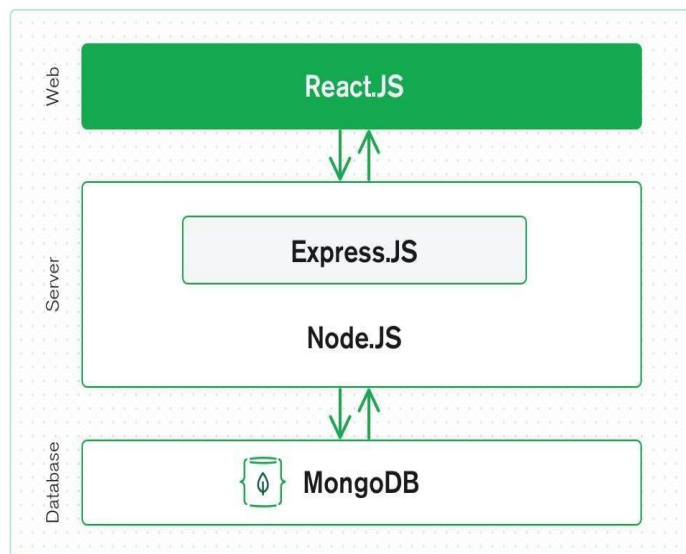 Web
React.JS
Server
Express.JS
Node.JS
Database
MongoDB